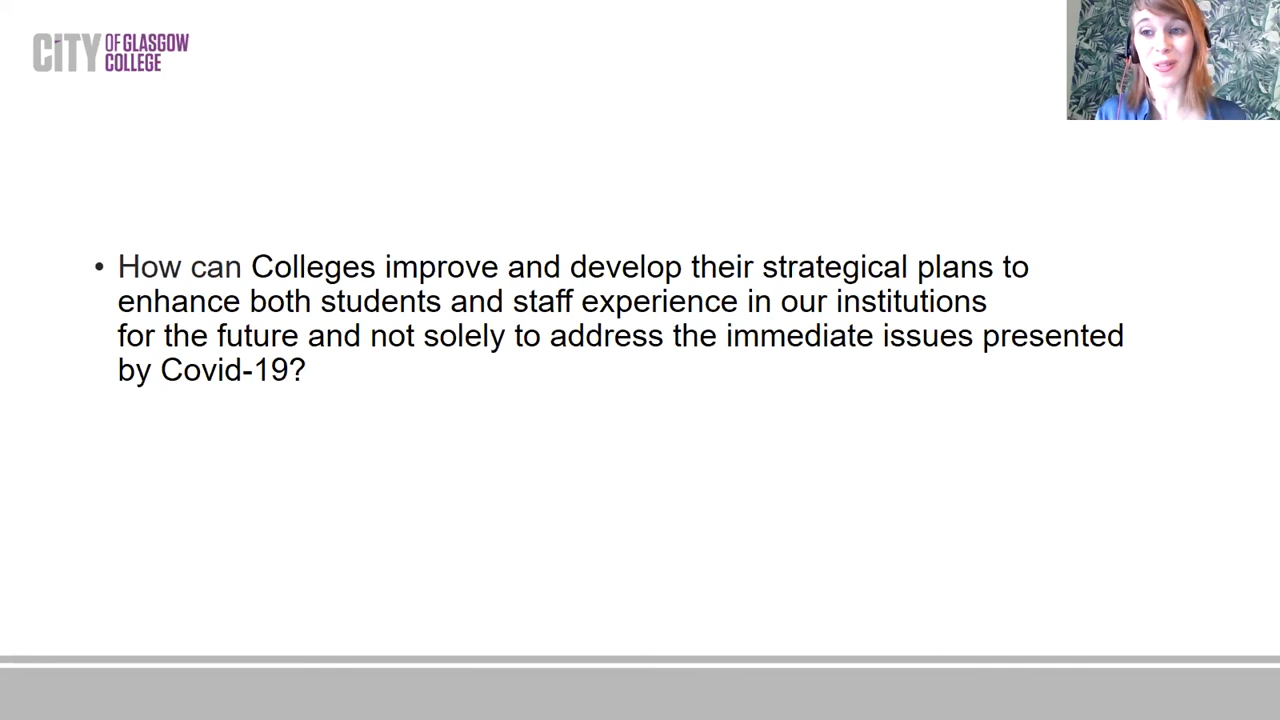 CiTY OF GLASGOW
COLLEGE
• How can Colleges improve and develop their strategical plans to
enhance both students and staff experience in our institutions
for the future and not solely to address the immediate issues presented
by Covid-19?